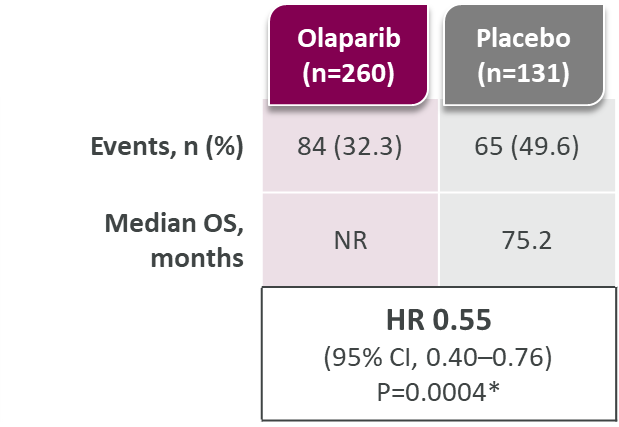 Olaparib
(n=260)
Placebo
(n=131)
Events, n (%)
84 (32.3)
65 (49.6)
Median OS,
months
NR
75.2
HR 0.55
(95% CI, 0.40–0.76)
P=0.0004*